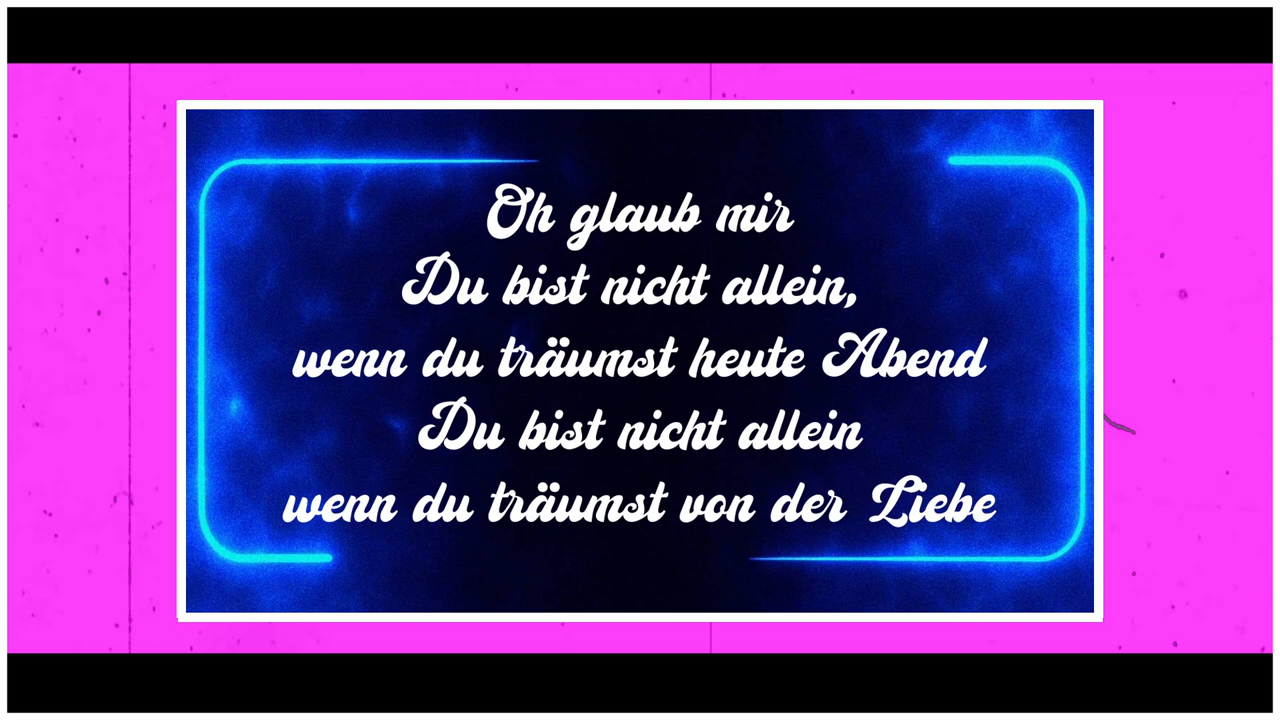 Oh glaub mir
Du bist nicht allein,
wenn du träumst heute Abend
Du bist nicht allein
wenn du träumst von der Liebe